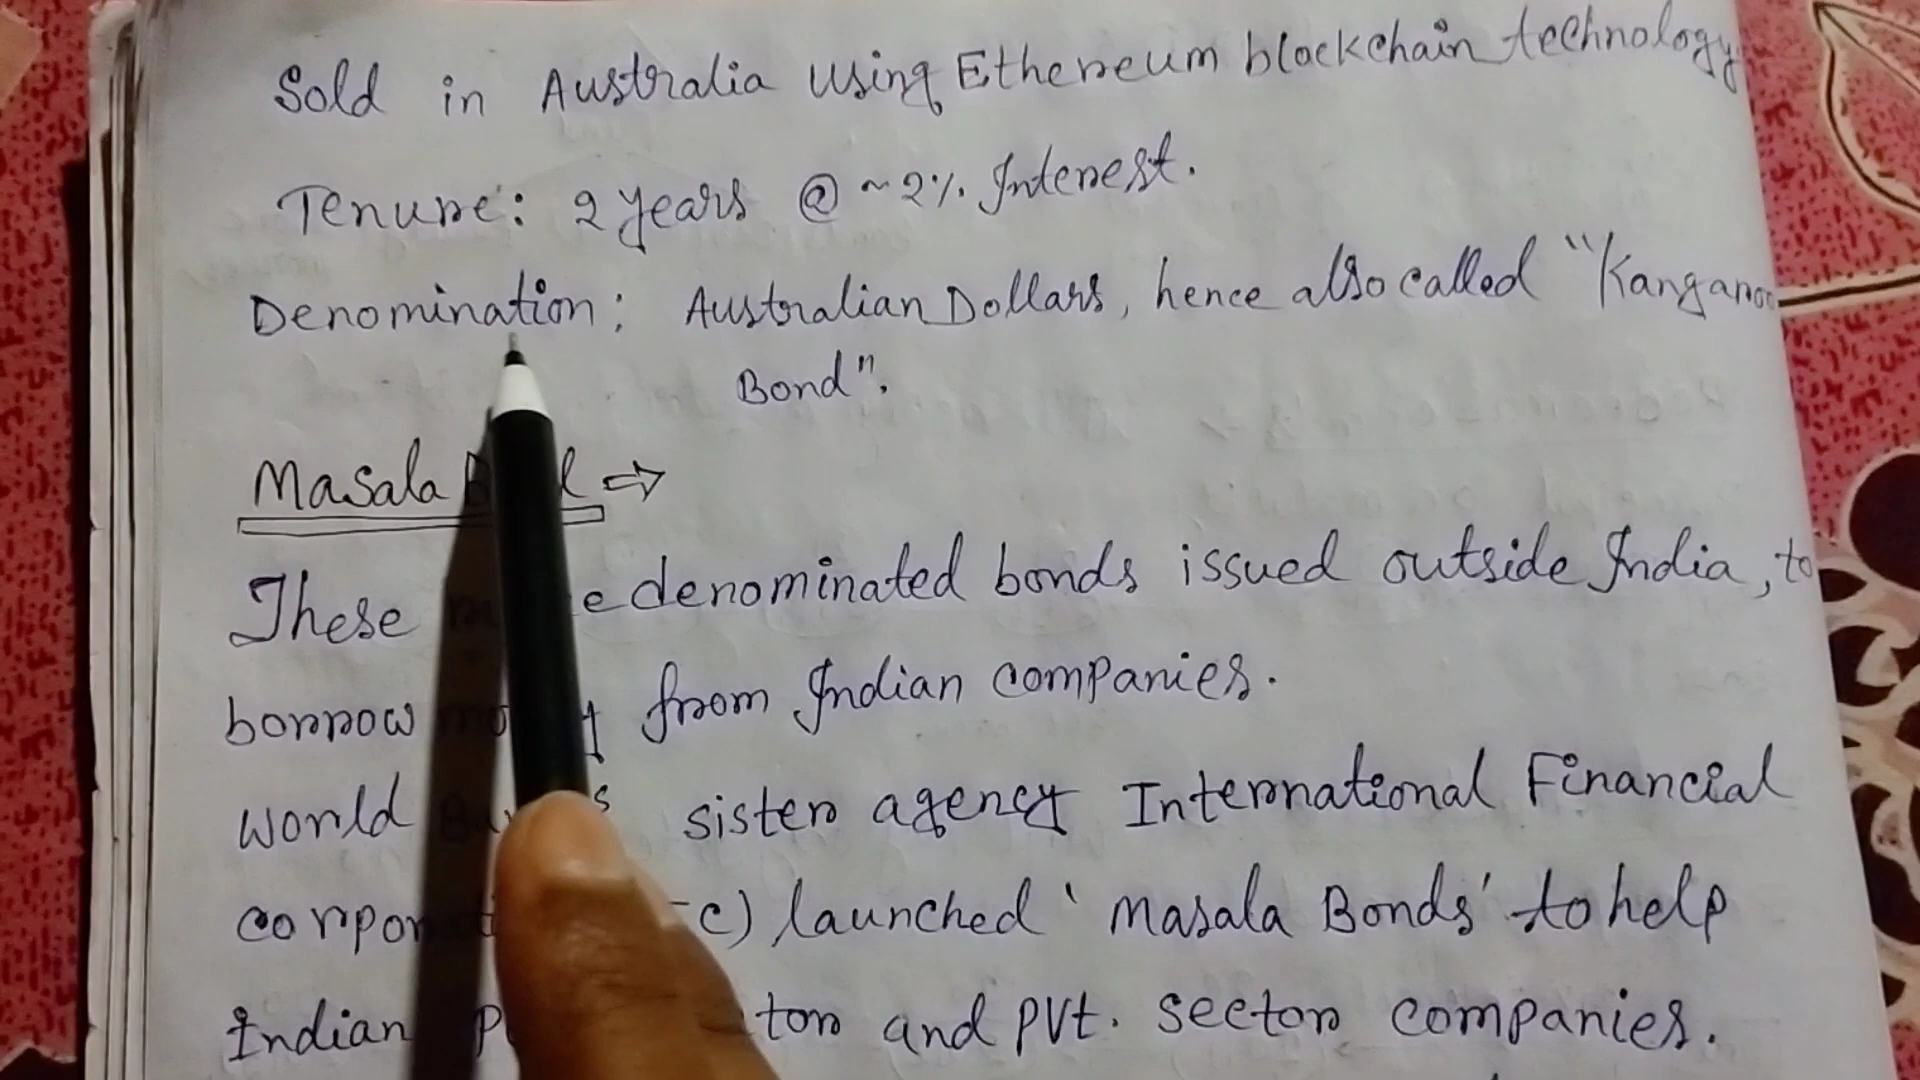 Sold in Australia using Ethereum blockchain technology
Tenure: 2 years @ ~2% Interest.
Denomination: Australian Dollars, hence also called "Kangaroo
Bond".
Masala ⇒
These denominated bonds issued outside India, to
borrow from Indian companies.
World sister agency International Financial
launched 'Masala Bonds' to help
Indian and pvt. sector companies.